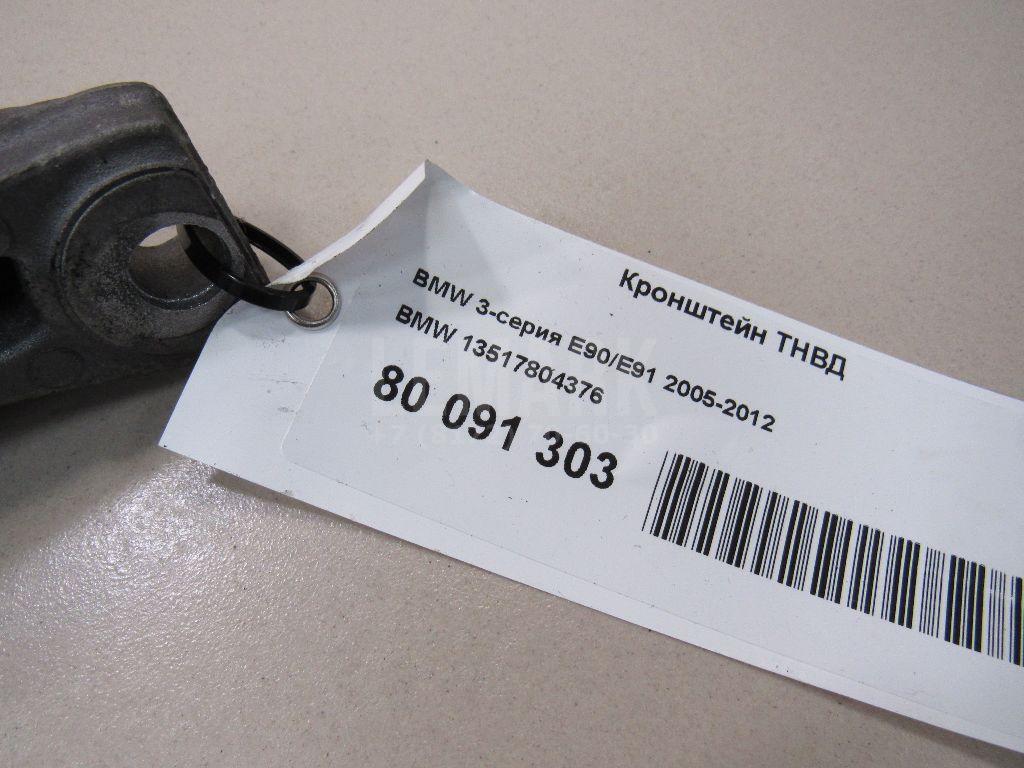 Кронштейн ТНВД
BMW 3-серия E90/E91 2005-2012
BMW 13517804376
80 091 303